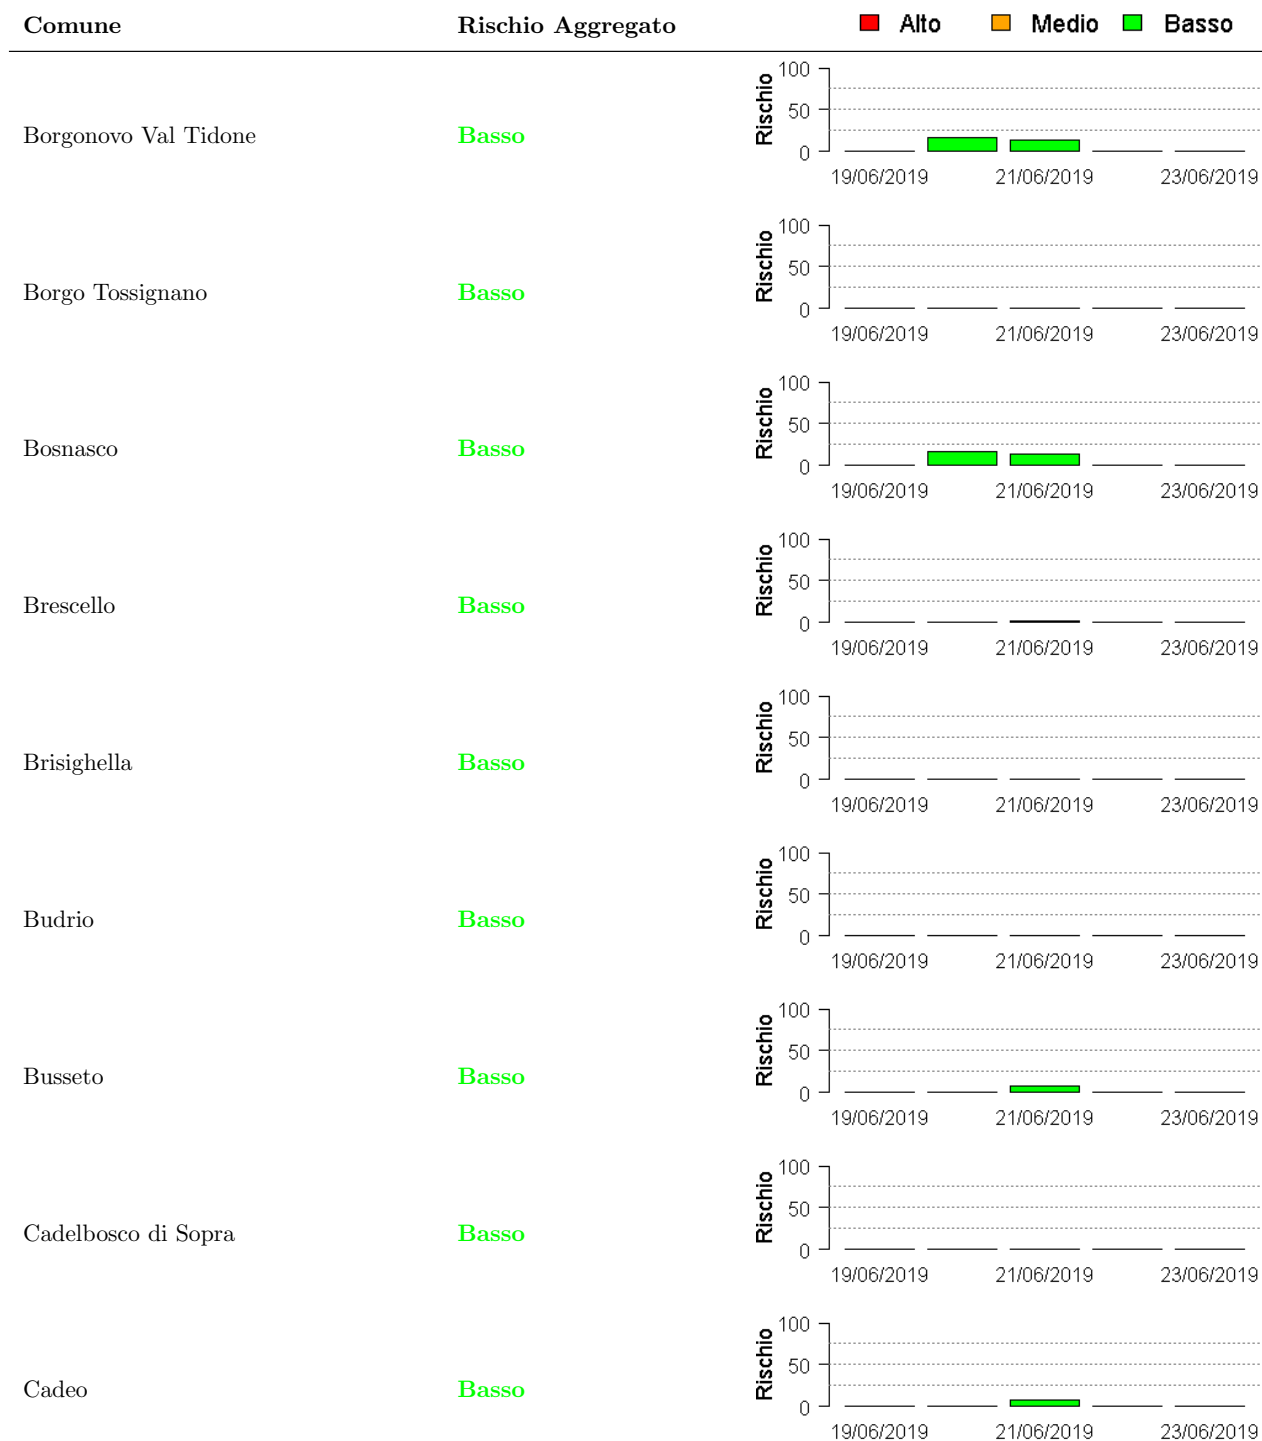 Comune Rischio Aggregato Alto Medio Basso
100
50
0
Rischio
Borgonovo Val Tidone Basso
19/06/2019 21/06/2019 23/06/2019
100
50
0
Rischio
Borgo Tossignano Basso
19/06/2019 21/06/2019 23/06/2019
100
50
0
Rischio
Bosnasco Basso
19/06/2019 21/06/2019 23/06/2019
100
50
0
Rischio
Brescello Basso
19/06/2019 21/06/2019 23/06/2019
100
50
0
Rischio
Brisighella Basso
19/06/2019 21/06/2019 23/06/2019
100
50
0
Rischio
Budrio Basso
19/06/2019 21/06/2019 23/06/2019
100
50
0
Rischio
Busseto Basso
19/06/2019 21/06/2019 23/06/2019
100
50
0
Rischio
Cadelbosco di Sopra Basso
19/06/2019 21/06/2019 23/06/2019
100
50
0
Rischio
Cadeo Basso
19/06/2019 21/06/2019 23/06/2019